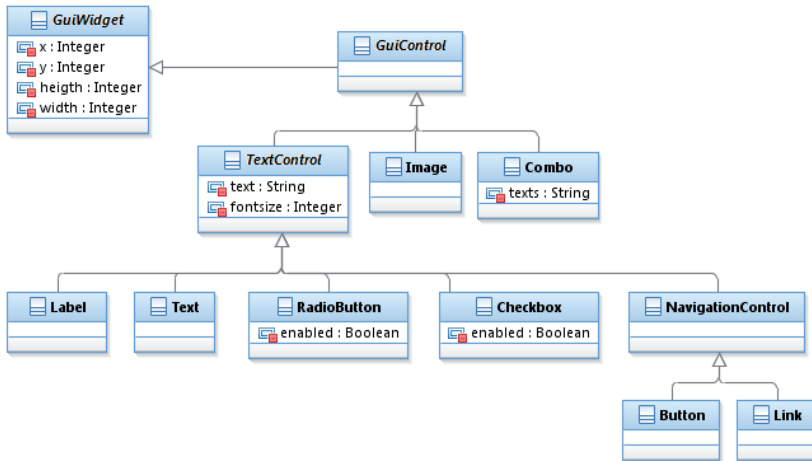 GuiWidget
x : Integer
y : Integer
heigth : Integer
width : Integer
GuiControl
TextControl
text : String
fontsize : Integer
Image
Combo
texts : String
Label
Text
RadioButton
enabled : Boolean
Checkbox
enabled : Boolean
NavigationControl
Button
Link